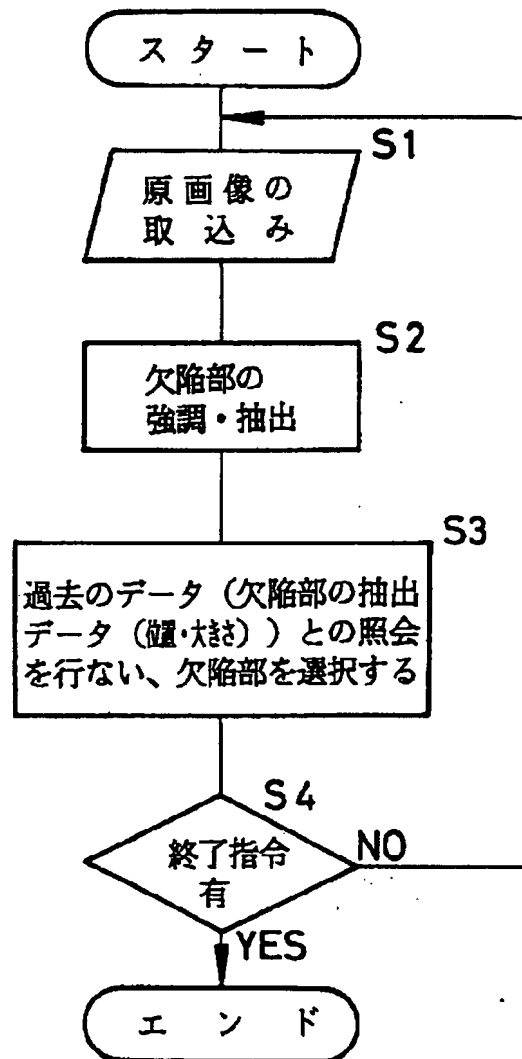 スタート
S1
原画像の
取込み
S2
欠陥部の
強調・抽出
S3
過去のデータ（欠陥部の抽出
データ（位置・大きさ））との照会
を行ない、欠陥部を選択する
S4
終了指令
有
NO
YES
エンド